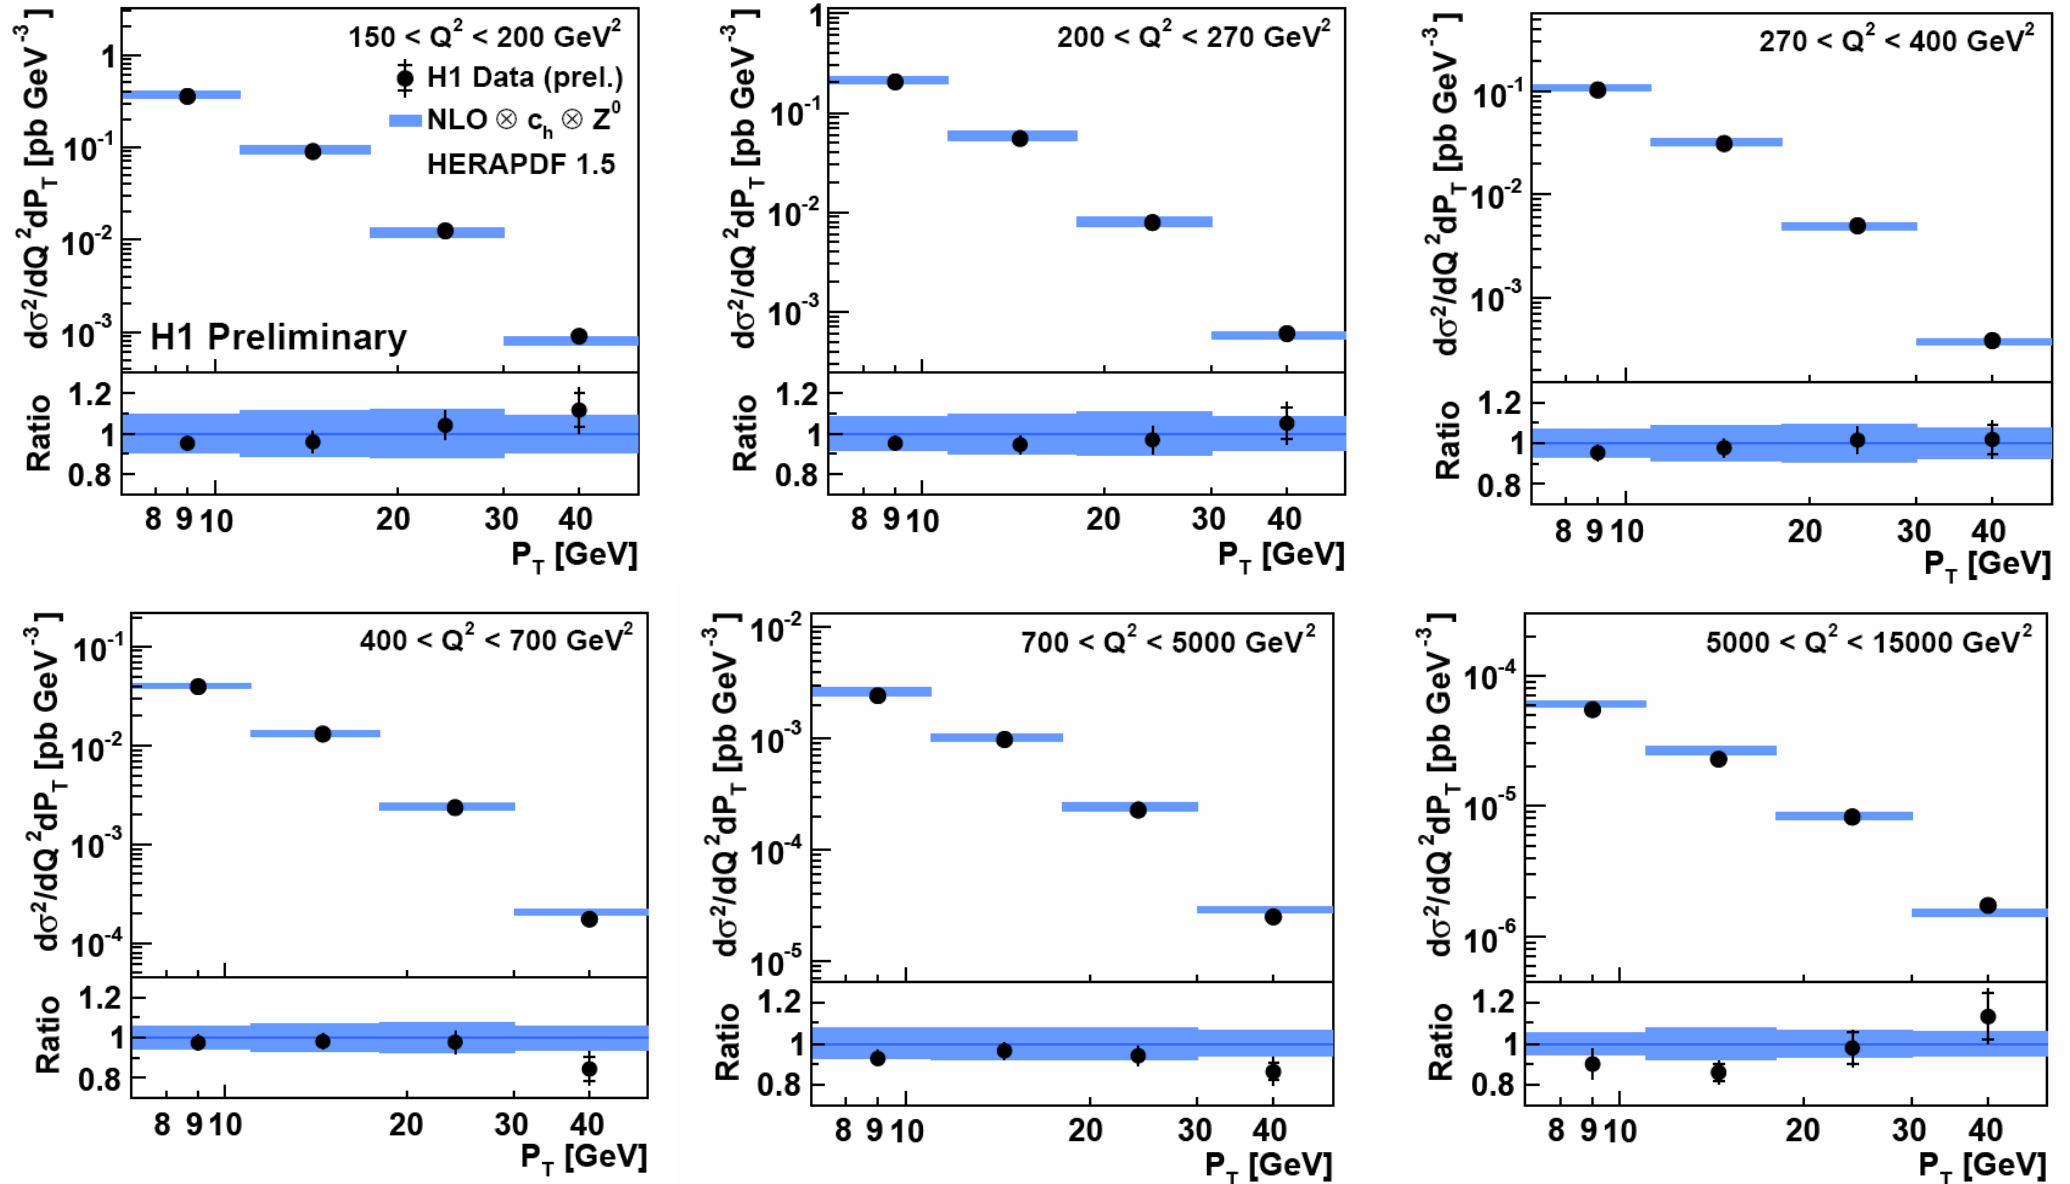 dσ²/dQ²dP_T [pb GeV⁻³]
150 < Q² < 200 GeV²
H1 Data (prel.)
NLO ⊗ c_h ⊗ Z⁰
HERAPDF 1.5
1
10⁻¹
10⁻²
10⁻³
H1 Preliminary
Ratio
1.2
1
0.8
8 9 10 20 30 40
P_T [GeV]
dσ²/dQ²dP_T [pb GeV⁻³]
200 < Q² < 270 GeV²
1
10⁻¹
10⁻²
10⁻³
Ratio
1.2
1
0.8
8 9 10 20 30 40
P_T [GeV]
dσ²/dQ²dP_T [pb GeV⁻³]
270 < Q² < 400 GeV²
10⁻¹
10⁻²
10⁻³
Ratio
1.2
1
0.8
8 9 10 20 30 40
P_T [GeV]
dσ²/dQ²dP_T [pb GeV⁻³]
400 < Q² < 700 GeV²
10⁻¹
10⁻²
10⁻³
10⁻⁴
Ratio
1.2
1
0.8
8 9 10 20 30 40
P_T [GeV]
dσ²/dQ²dP_T [pb GeV⁻³]
700 < Q² < 5000 GeV²
10⁻²
10⁻³
10⁻⁴
10⁻⁵
Ratio
1.2
1
0.8
8 9 10 20 30 40
P_T [GeV]
dσ²/dQ²dP_T [pb GeV⁻³]
5000 < Q² < 15000 GeV²
10⁻⁴
10⁻⁵
10⁻⁶
Ratio
1.2
1
0.8
8 9 10 20 30 40
P_T [GeV]